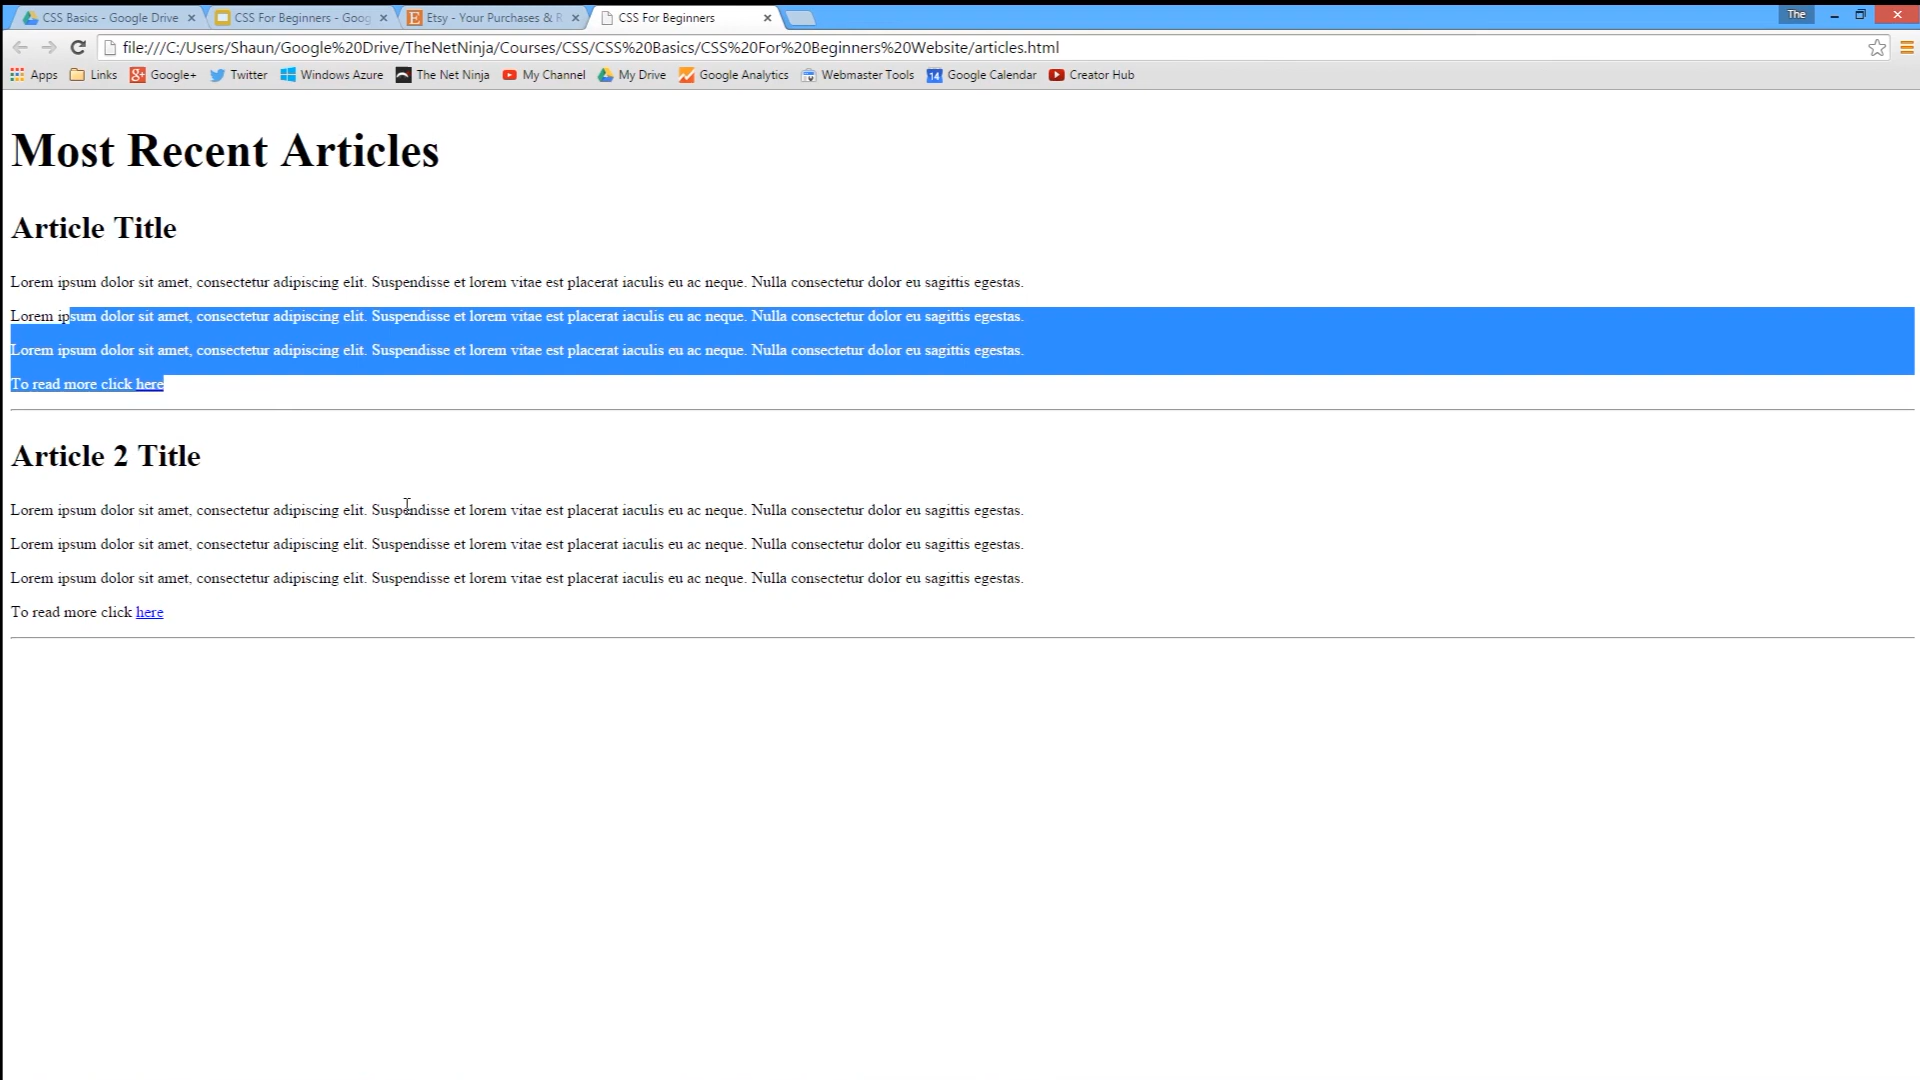 CSS Basics - Google Drive
CSS For Beginners - Goog
Etsy - Your Purchases & R
CSS For Beginners
The
file:///C:/Users/Shaun/Google%20Drive/TheNetNinja/Courses/CSS/CSS%20Basics/CSS%20For%20Beginners%20Website/articles.html
Apps Links Google+ Twitter Windows Azure The Net Ninja My Channel My Drive Google Analytics Webmaster Tools 14 Google Calendar Creator Hub
Most Recent Articles
Article Title
Lorem ipsum dolor sit amet, consectetur adipiscing elit. Suspendisse et lorem vitae est placerat iaculis eu ac neque. Nulla consectetur dolor eu sagittis egestas.
Lorem ipsum dolor sit amet, consectetur adipiscing elit. Suspendisse et lorem vitae est placerat iaculis eu ac neque. Nulla consectetur dolor eu sagittis egestas.
Lorem ipsum dolor sit amet, consectetur adipiscing elit. Suspendisse et lorem vitae est placerat iaculis eu ac neque. Nulla consectetur dolor eu sagittis egestas.
To read more click here
Article 2 Title
Lorem ipsum dolor sit amet, consectetur adipiscing elit. Suspendisse et lorem vitae est placerat iaculis eu ac neque. Nulla consectetur dolor eu sagittis egestas.
Lorem ipsum dolor sit amet, consectetur adipiscing elit. Suspendisse et lorem vitae est placerat iaculis eu ac neque. Nulla consectetur dolor eu sagittis egestas.
Lorem ipsum dolor sit amet, consectetur adipiscing elit. Suspendisse et lorem vitae est placerat iaculis eu ac neque. Nulla consectetur dolor eu sagittis egestas.
To read more click here